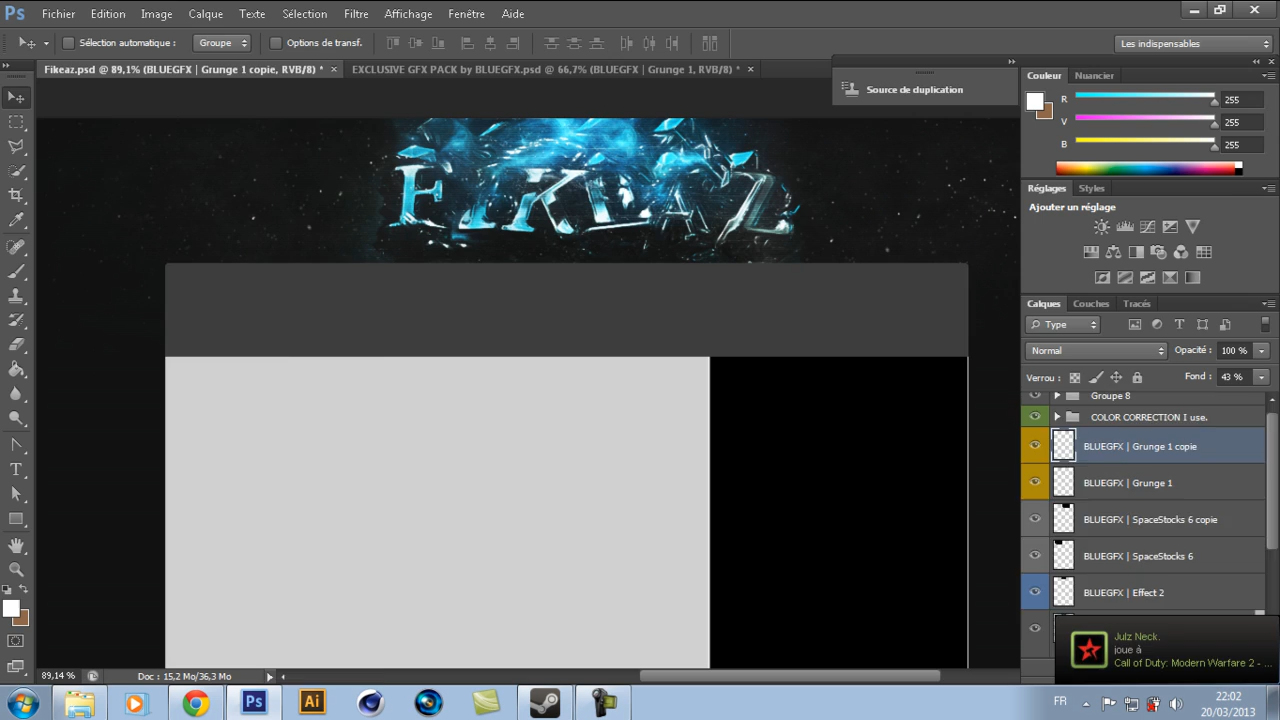 Ps Fichier Edition Image Calque Texte Sélection Filtre Affichage Fenêtre Aide
Sélection automatique : Groupe Options de transf. Les indispensables
Fikeaz.psd @ 89,1% (BLUEGFX | Grunge 1 copie, RVB/8) * × EXCLUSIVE GFX PACK by BLUEGFX.psd @ 66,7% (BLUEGFX | Grunge 1, RVB/8) * ×
Source de duplication
Couleur Nuancier
R 255
V 255
B 255
FIKEAZ
Réglages Styles
Ajouter un réglage
Calques Couches Tracés
Type
Normal Opacité : 100 %
Verrou : Fond : 43 %
Groupe 8
COLOR CORRECTION I use.
BLUEGFX | Grunge 1 copie
BLUEGFX | Grunge 1
BLUEGFX | SpaceStocks 6 copie
BLUEGFX | SpaceStocks 6
BLUEGFX | Effect 2
Julz Neck.
joue à
Call of Duty: Modern Warfare 2 - ...
89,14 % Doc : 15,2 Mo/36,3 Mo
Ps Ai FR 22:02
20/03/2013